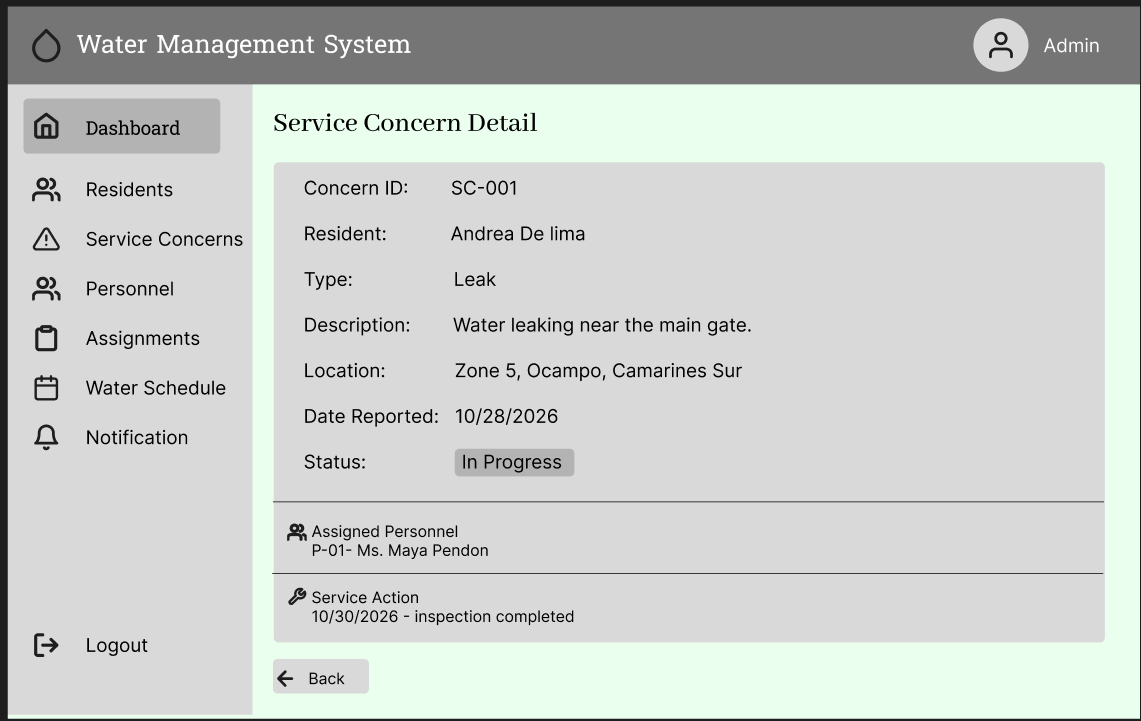 Water Management System
Admin
Dashboard
Residents
Service Concerns
Personnel
Assignments
Water Schedule
Notification
Logout
Service Concern Detail
Concern ID: SC-001
Resident: Andrea De lima
Type: Leak
Description: Water leaking near the main gate.
Location: Zone 5, Ocampo, Camarines Sur
Date Reported: 10/28/2026
Status: In Progress
Assigned Personnel
P-01- Ms. Maya Pendon
Service Action
10/30/2026 - inspection completed
Back